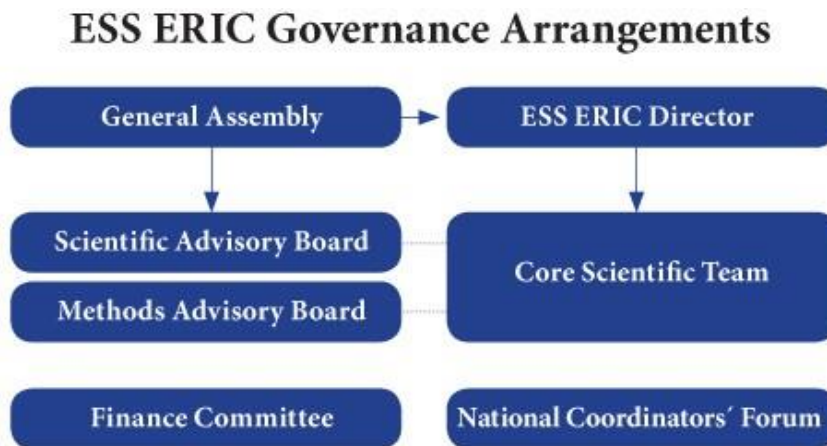 ESS ERIC Governance Arrangements
General Assembly
ESS ERIC Director
Scientific Advisory Board
Methods Advisory Board
Core Scientific Team
Finance Committee
National Coordinators´ Forum